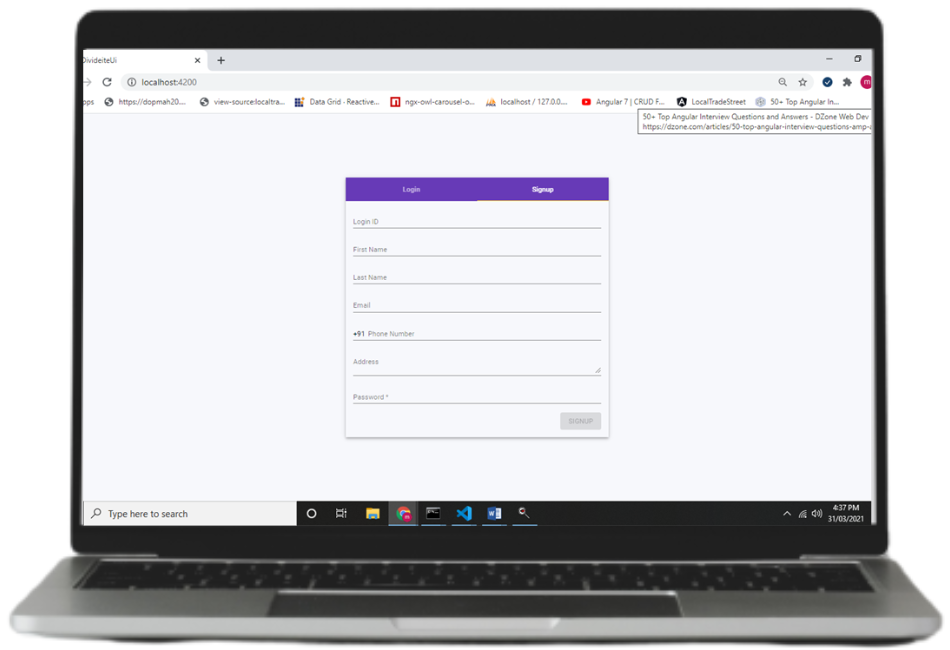 DivideiteUi
localhost:4200
ops https://dopmah20.... view-source:localtra... Data Grid - Reactive... ngx-owl-carousel-o... localhost / 127.0.0.... Angular 7 | CRUD F... LocalTradeStreet 50+ Top Angular In...
50+ Top Angular Interview Questions and Answers - DZone Web Dev
https://dzone.com/articles/50-top-angular-interview-questions-amp-a
Login Signup
Login ID
First Name
Last Name
Email
+91 Phone Number
Address
Password *
SIGNUP
Type here to search
4:37 PM
31/03/2021